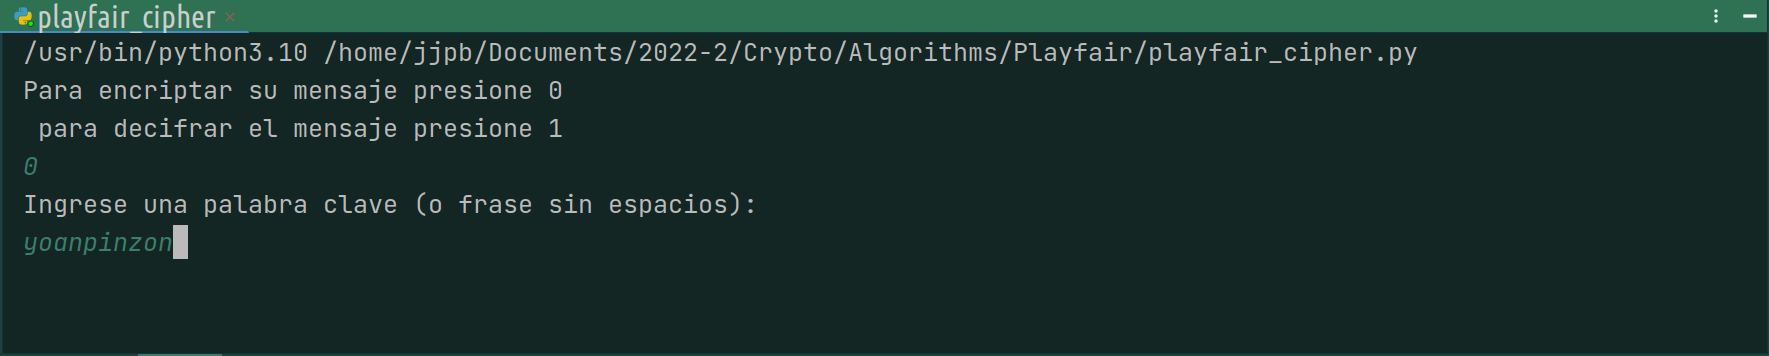 playfair_cipher ×
/usr/bin/python3.10 /home/jjpb/Documents/2022-2/Crypto/Algorithms/Playfair/playfair_cipher.py
Para encriptar su mensaje presione 0
 para decifrar el mensaje presione 1
0
Ingrese una palabra clave (o frase sin espacios):
yoanpinzon